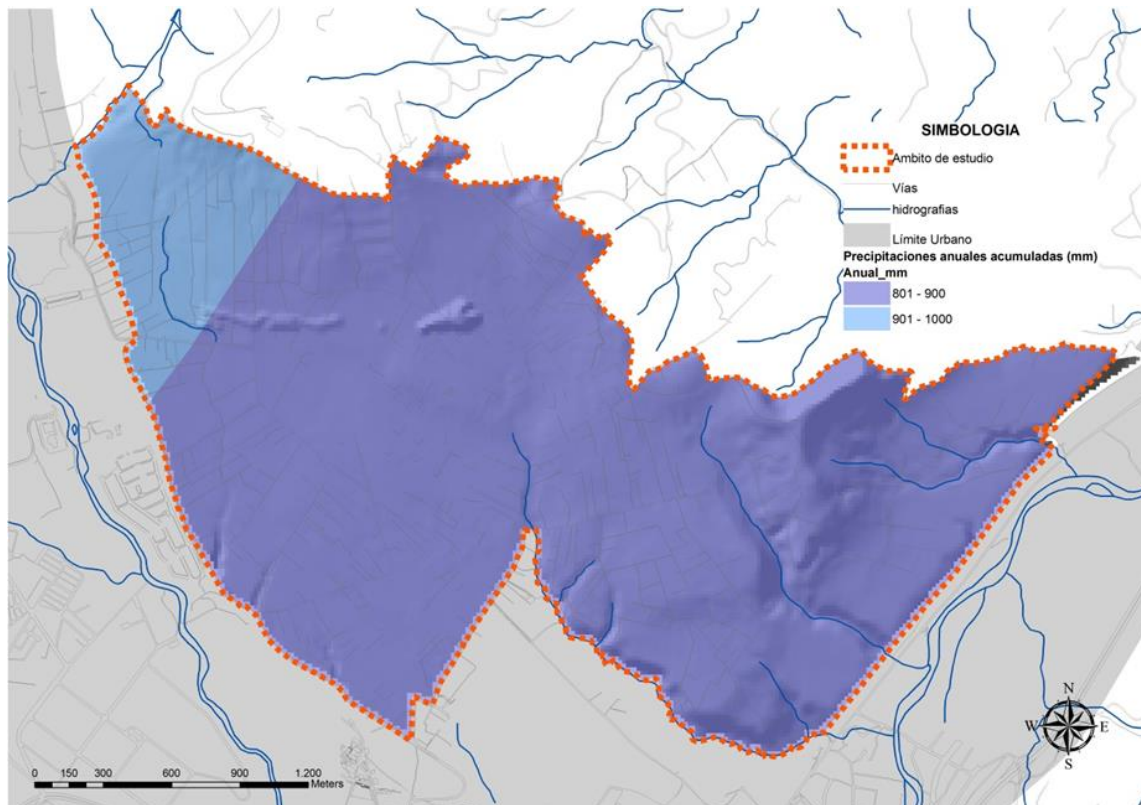 SIMBOLOGIA
Ambito de estudio
Vías
hidrografias
Límite Urbano
Precipitaciones anuales acumuladas (mm)
Anual_mm
801 - 900
901 - 1000
N
W E
S
0 150 300 600 900 1.200
Meters